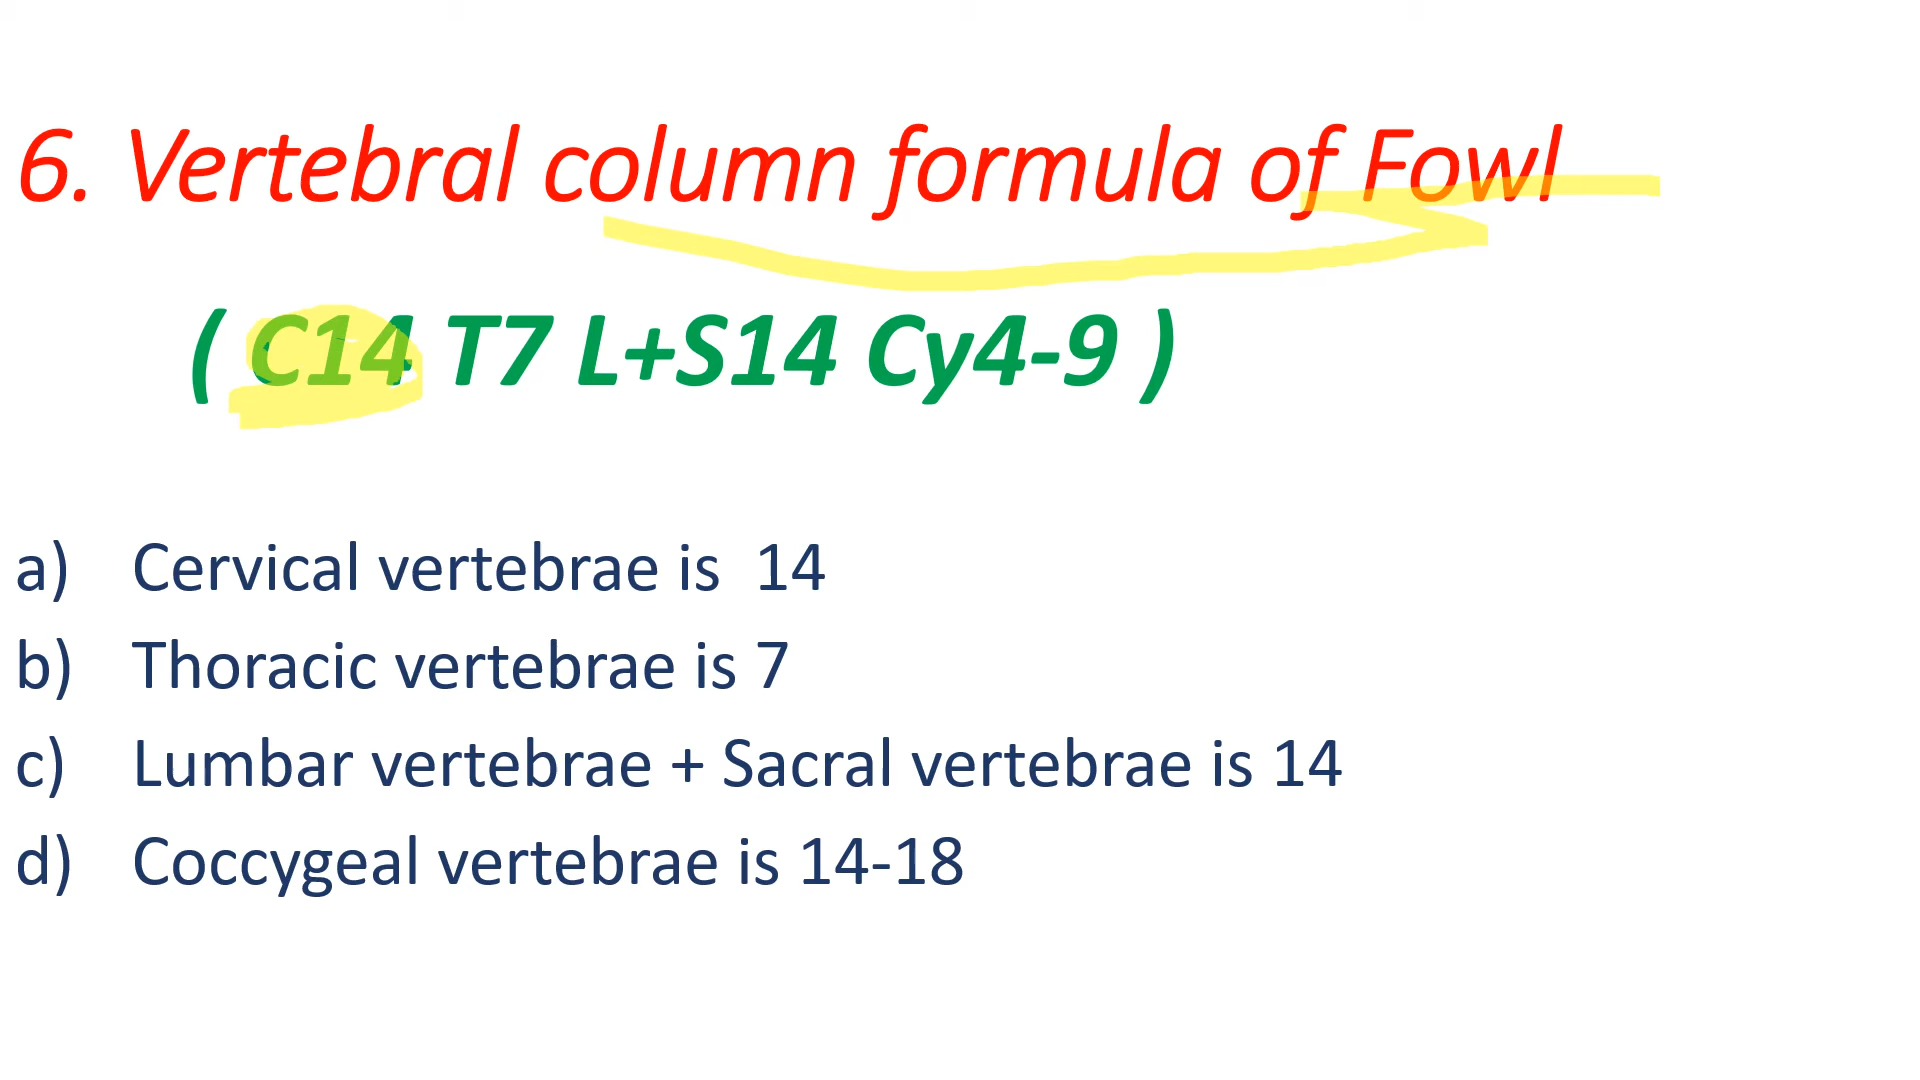 6. Vertebral column formula of Fowl
( C14 T7 L+S14 Cy4-9 )
a) Cervical vertebrae is 14
b) Thoracic vertebrae is 7
c) Lumbar vertebrae + Sacral vertebrae is 14
d) Coccygeal vertebrae is 14-18